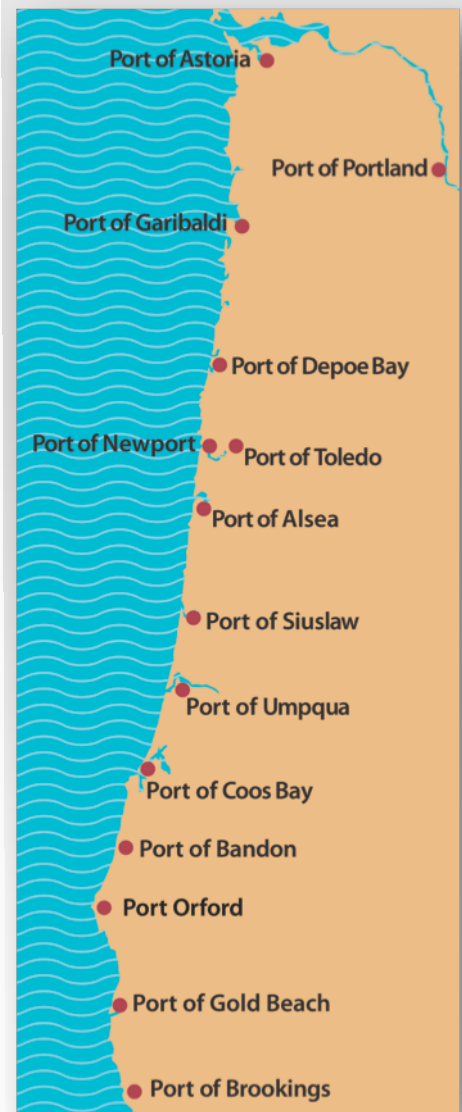 Port of Astoria
Port of Portland
Port of Garibaldi
Port of Depoe Bay
Port of Newport
Port of Toledo
Port of Alsea
Port of Siuslaw
Port of Umpqua
Port of Coos Bay
Port of Bandon
Port Orford
Port of Gold Beach
Port of Brookings